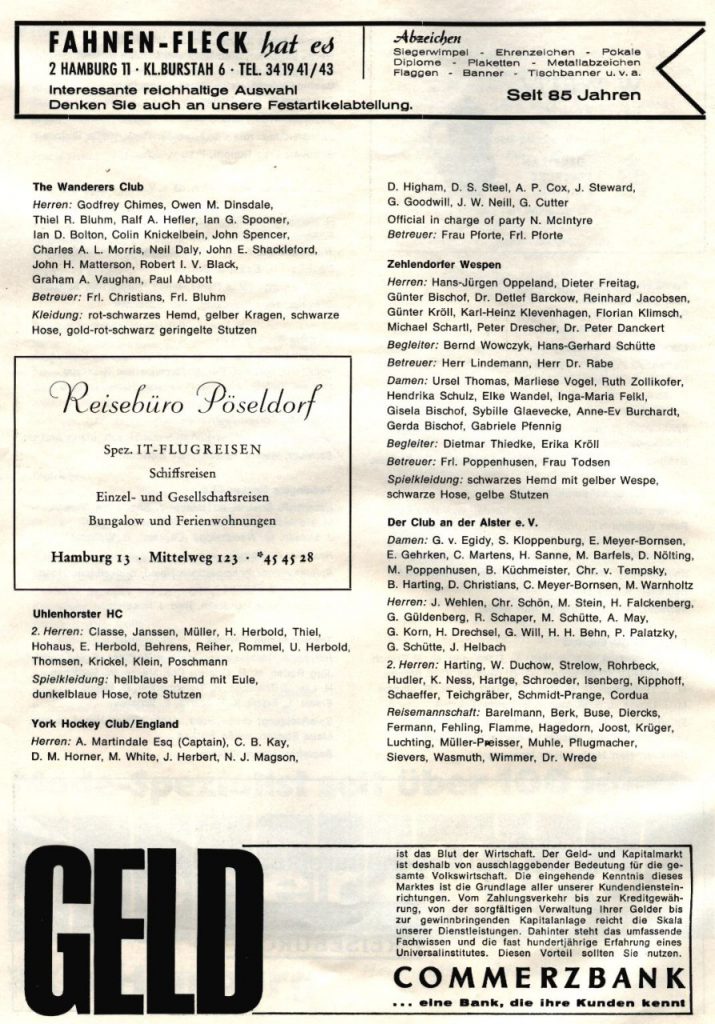 FAHNEN-FLECK hat es
2 HAMBURG 11 · KL.BURSTAH 6 · TEL. 34 19 41 / 43
Interessante reichhaltige Auswahl
Denken Sie auch an unsere Festartikelabteilung.
Abzeichen
Siegerwimpel - Ehrenzeichen - Pokale
Diplome - Plaketten - Metallabzeichen
Flaggen - Banner - Tischbanner u. v. a.
Seit 85 Jahren
The Wanderers Club
Herren: Godfrey Chimes, Owen M. Dinsdale,
Thiel R. Bluhm, Ralf A. Hefler, Ian G. Spooner,
Ian D. Bolton, Colin Knickelbein, John Spencer,
Charles A. L. Morris, Neil Daly, John E. Shackleford,
John H. Matterson, Robert I. V. Black,
Graham A. Vaughan, Paul Abbott
Betreuer: Frl. Christians, Frl. Bluhm
Kleidung: rot-schwarzes Hemd, gelber Kragen, schwarze
Hose, gold-rot-schwarz geringelte Stutzen
Reisebüro Pöseldorf
Spez. IT-FLUGREISEN
Schiffsreisen
Einzel- und Gesellschaftsreisen
Bungalow und Ferienwohnungen
Hamburg 13 · Mittelweg 123 · *45 45 28
Uhlenhorster HC
2. Herren: Classe, Janssen, Müller, H. Herbold, Thiel,
Hohaus, E. Herbold, Behrens, Reiher, Rommel, U. Herbold,
Thomsen, Krickel, Klein, Poschmann
Spielkleidung: hellblaues Hemd mit Eule,
dunkelblaue Hose, rote Stutzen
York Hockey Club/England
Herren: A. Martindale Esq (Captain), C. B. Kay,
D. M. Horner, M. White, J. Herbert, N. J. Magson,
D. Higham, D. S. Steel, A. P. Cox, J. Steward,
G. Goodwill, J. W. Neill, G. Cutter
Official in charge of party N. McIntyre
Betreuer: Frau Pforte, Frl. Pforte
Zehlendorfer Wespen
Herren: Hans-Jürgen Oppeland, Dieter Freitag,
Günter Bischof, Dr. Detlef Barckow, Reinhard Jacobsen,
Günter Kröll, Karl-Heinz Klevenhagen, Florian Klimsch,
Michael Schartl, Peter Drescher, Dr. Peter Danckert
Begleiter: Bernd Wowczyk, Hans-Gerhard Schütte
Betreuer: Herr Lindemann, Herr Dr. Rabe
Damen: Ursel Thomas, Marliese Vogel, Ruth Zollikofer,
Hendrika Schulz, Elke Wandel, Inga-Maria Felkl,
Gisela Bischof, Sybille Glaevecke, Anne-Ev Burchardt,
Gerda Bischof, Gabriele Pfennig
Begleiter: Dietmar Thiedke, Erika Kröll
Betreuer: Frl. Poppenhusen, Frau Todsen
Spielkleidung: schwarzes Hemd mit gelber Wespe,
schwarze Hose, gelbe Stutzen
Der Club an der Alster e. V.
Damen: G. v. Egidy, S. Kloppenburg, E. Meyer-Bornsen,
E. Gehrken, C. Martens, H. Sanne, M. Barfels, D. Nölting,
M. Poppenhusen, B. Küchmeister, Chr. v. Tempsky,
B. Harting, D. Christians, C. Meyer-Bornsen, M. Warnholtz
Herren: J. Wehlen, Chr. Schön, M. Stein, H. Falckenberg,
G. Güldenberg, R. Schaper, M. Schütte, A. May,
G. Korn, H. Drechsel, G. Will, H. H. Behn, P. Palatzky,
G. Schütte, J. Helbach
2. Herren: Harting, W. Duchow, Strelow, Rohrbeck,
Hudler, K. Ness, Hartge, Schroeder, Isenberg, Kipphoff,
Schaeffer, Teichgräber, Schmidt-Prange, Cordua
Reisemannschaft: Barelmann, Berk, Buse, Diercks,
Fermann, Fehling, Flamme, Hagedorn, Joost, Krüger,
Luchting, Müller-Preisser, Muhle, Pflugmacher,
Sievers, Wasmuth, Wimmer, Dr. Wrede
GELD
ist das Blut der Wirtschaft. Der Geld- und Kapitalmarkt
ist deshalb von ausschlaggebender Bedeutung für die ge-
samte Volkswirtschaft. Die eingehende Kenntnis dieses
Marktes ist die Grundlage aller unserer Kundendienstein-
richtungen. Vom Zahlungsverkehr bis zur Kreditgewäh-
rung, von der sorgfältigen Verwaltung Ihrer Gelder bis
zur gewinnbringenden Kapitalanlage reicht die Skala
unserer Dienstleistungen. Dahinter steht das umfassende
Fachwissen und die fast hundertjährige Erfahrung eines
Universalinstitutes. Diesen Vorteil sollten Sie nutzen.
COMMERZBANK
... eine Bank, die ihre Kunden kennt